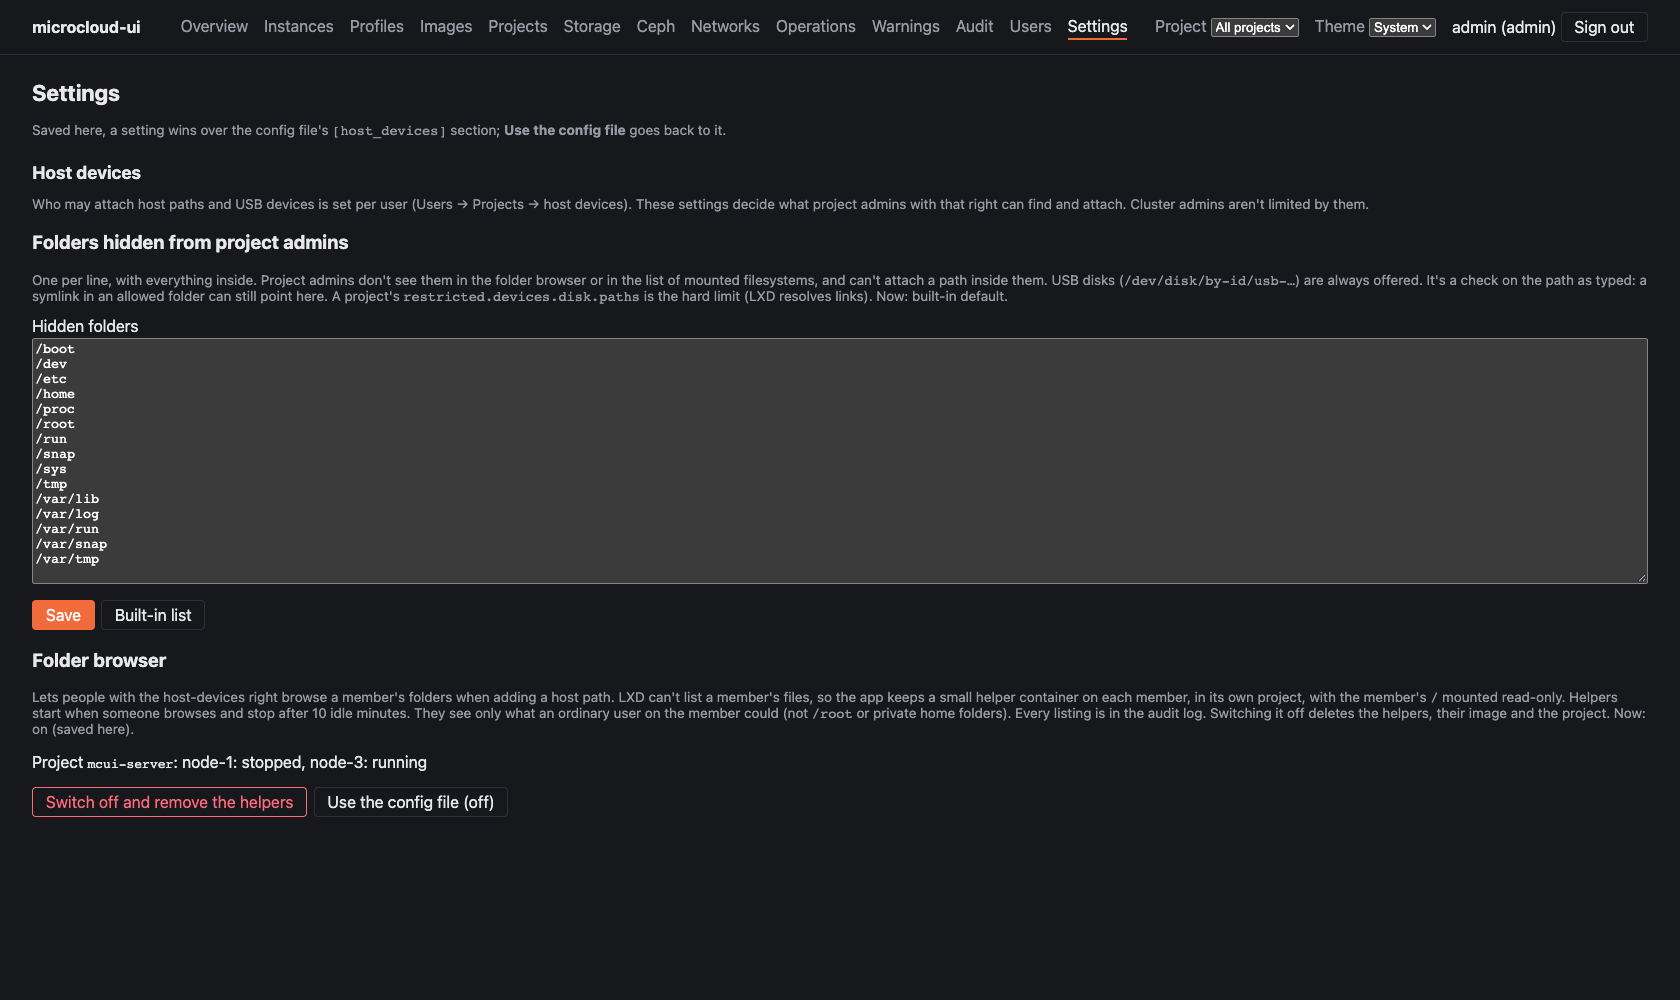 microcloud-ui Overview Instances Profiles Images Projects Storage Ceph Networks Operations Warnings Audit Users Settings Project All projects Theme System admin (admin) Sign out
Settings
Saved here, a setting wins over the config file's [host_devices] section; Use the config file goes back to it.
Host devices
Who may attach host paths and USB devices is set per user (Users → Projects → host devices). These settings decide what project admins with that right can find and attach. Cluster admins aren't limited by them.
Folders hidden from project admins
One per line, with everything inside. Project admins don't see them in the folder browser or in the list of mounted filesystems, and can't attach a path inside them. USB disks (/dev/disk/by-id/usb-…) are always offered. It's a check on the path as typed: a
symlink in an allowed folder can still point here. A project's restricted.devices.disk.paths is the hard limit (LXD resolves links). Now: built-in default.
Hidden folders
/boot
/dev
/etc
/home
/proc
/root
/run
/snap
/sys
/tmp
/var/lib
/var/log
/var/run
/var/snap
/var/tmp
Save Built-in list
Folder browser
Lets people with the host-devices right browse a member's folders when adding a host path. LXD can't list a member's files, so the app keeps a small helper container on each member, in its own project, with the member's / mounted read-only. Helpers
start when someone browses and stop after 10 idle minutes. They see only what an ordinary user on the member could (not /root or private home folders). Every listing is in the audit log. Switching it off deletes the helpers, their image and the project. Now:
on (saved here).
Project mcui-server: node-1: stopped, node-3: running
Switch off and remove the helpers Use the config file (off)